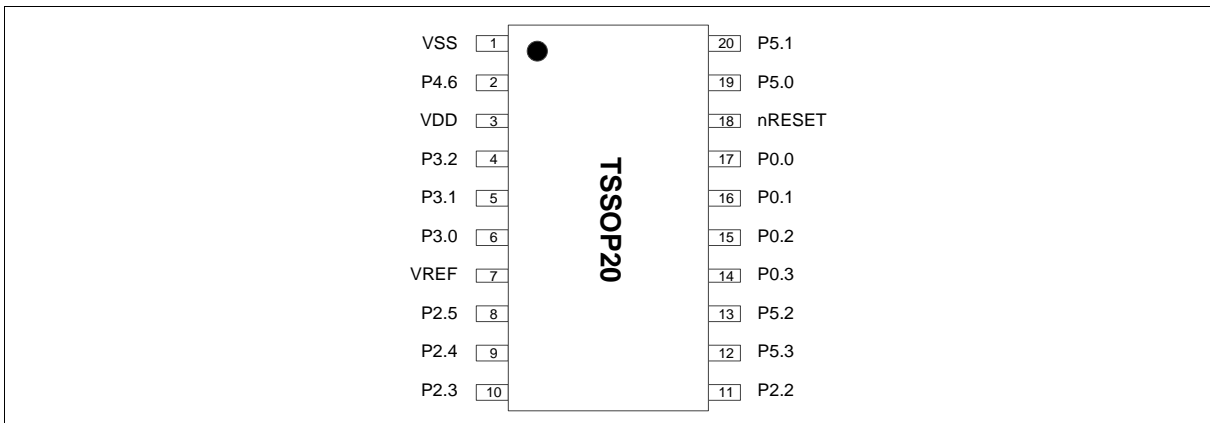 VSS 1 20 P5.1
P4.6 2 19 P5.0
VDD 3 18 nRESET
P3.2 4 17 P0.0
P3.1 5 16 P0.1
P3.0 6 15 P0.2
VREF 7 14 P0.3
P2.5 8 13 P5.2
P2.4 9 12 P5.3
P2.3 10 11 P2.2
TSSOP20